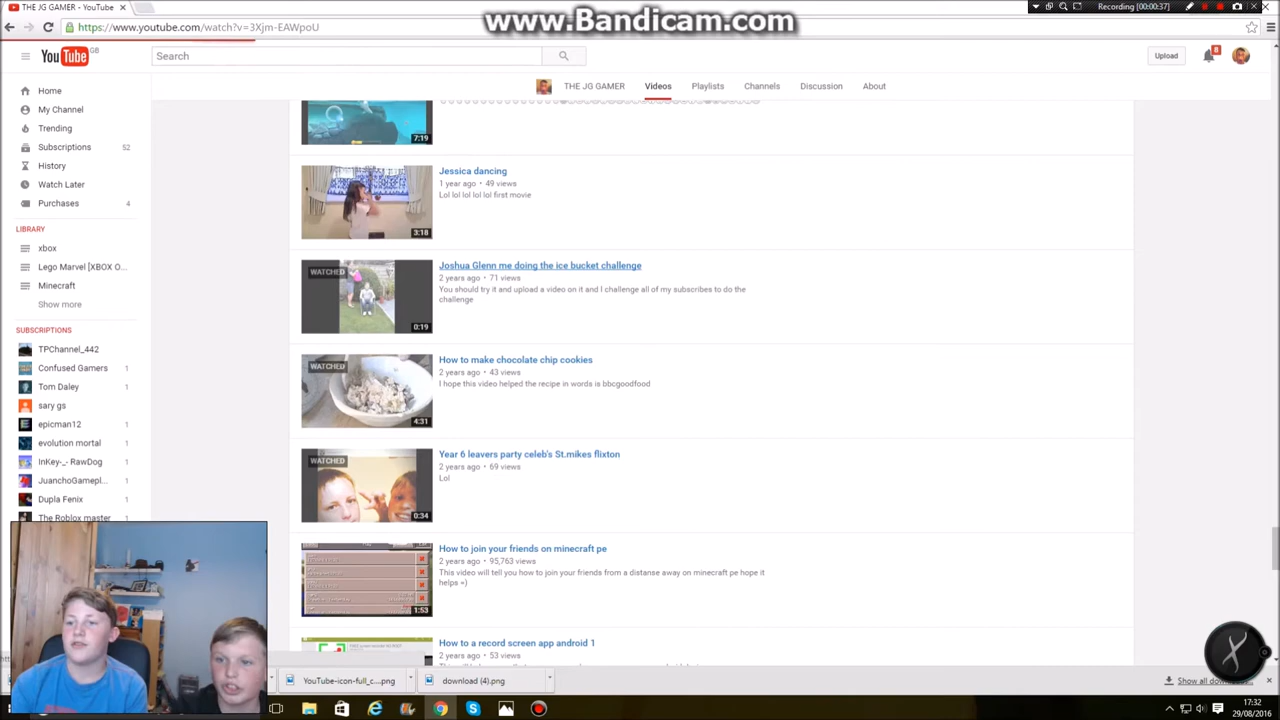 www.Bandicam.com
THE JG GAMER - YouTube
Recording [00:00:37]
https://www.youtube.com/watch?v=3Xjm-EAWpoU
YouTube GB
Search
Upload
8
THE JG GAMER Videos Playlists Channels Discussion About
Home
My Channel
Trending
Subscriptions 52
History
Watch Later
Purchases 4
LIBRARY
xbox
Lego Marvel [XBOX O...
Minecraft
Show more
SUBSCRIPTIONS
TPChannel_442
Confused Gamers 1
Tom Daley 1
sary gs 1
epicman12 1
evolution mortal 1
InKey-_- RawDog 1
JuanchoGamepl... 1
Dupla Fenix 1
The Roblox master 1
7:19
Jessica dancing
1 year ago • 49 views
Lol lol lol lol lol first movie
3:18
Joshua Glenn me doing the ice bucket challenge
WATCHED
2 years ago • 71 views
You should try it and upload a video on it and I challenge all of my subscribes to do the
challenge
0:19
How to make chocolate chip cookies
WATCHED
2 years ago • 43 views
I hope this video helped the recipe in words is bbcgoodfood
4:31
Year 6 leavers party celeb's St.mikes flixton
WATCHED
2 years ago • 69 views
Lol
0:34
How to join your friends on minecraft pe
2 years ago • 95,763 views
This video will tell you how to join your friends from a distanse away on minecraft pe hope it
helps =)
1:53
How to a record screen app android 1
2 years ago • 53 views
YouTube-icon-full_c....png
download (4).png
Show all
17:32
29/08/2016